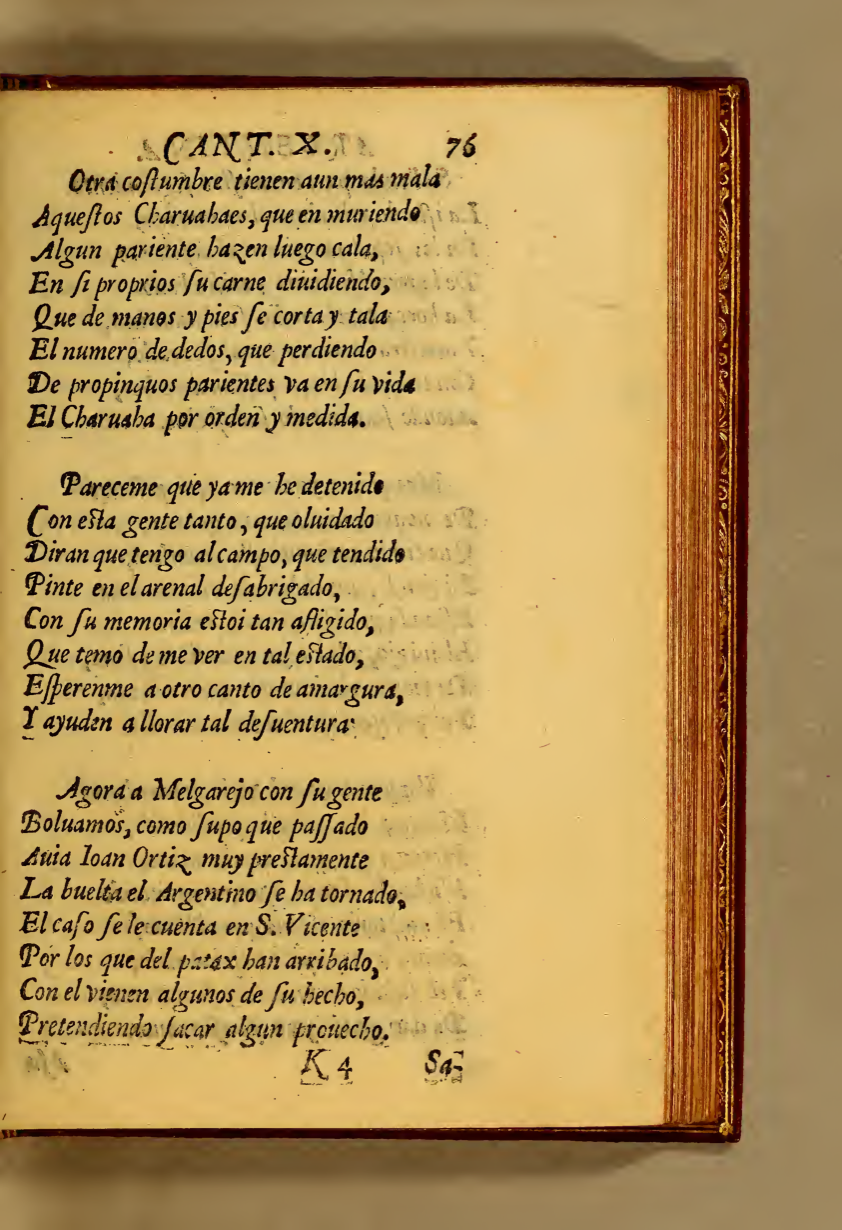 CANT. X. 76
Otra coſtumbre tienen aun mas mala
Aqueſtos Charuahaes, que en muriendo
Algun pariente hazen luego cala,
En ſi proprios ſu carne diuidiendo,
Que de manos y pies ſe corta y tala
El numero de dedos, que perdiendo
De propinquos parientes va en ſu vida
El Charuaha por orden y medida.

Pareceme que ya me he detenido
Con eſta gente tanto, que oluidado
Diran que tengo al campo, que tendido
Pinte en el arenal deſabrigado,
Con ſu memoria eſtoi tan afligido,
Que temo de me ver en tal eſtado,
Eſperenme a otro canto de amargura,
Y ayuden a llorar tal deſuentura

Agora a Melgarejo con ſu gente
Boluamos, como ſupo que paſſado
Auia Ioan Ortiz muy preſtamente
La buelta el Argentino ſe ha tornado,
El caſo ſe le cuenta en S. Vicente
Por los que del patax han arribado,
Con el vienen algunos de ſu hecho,
Pretendiendo ſacar algun prouecho.
K 4 Sa-